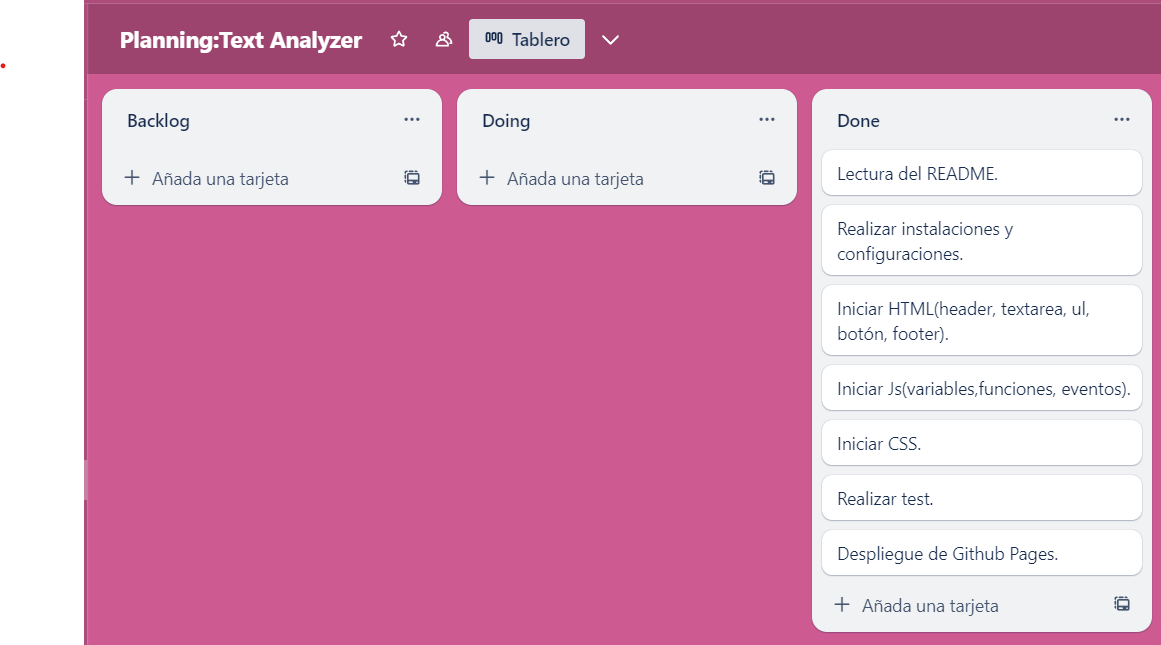 Planning:Text Analyzer
Tablero
Backlog
Añada una tarjeta
Doing
Añada una tarjeta
Done
Lectura del README.
Realizar instalaciones y
configuraciones.
Iniciar HTML(header, textarea, ul,
botón, footer).
Iniciar Js(variables,funciones, eventos).
Iniciar CSS.
Realizar test.
Despliegue de Github Pages.
Añada una tarjeta